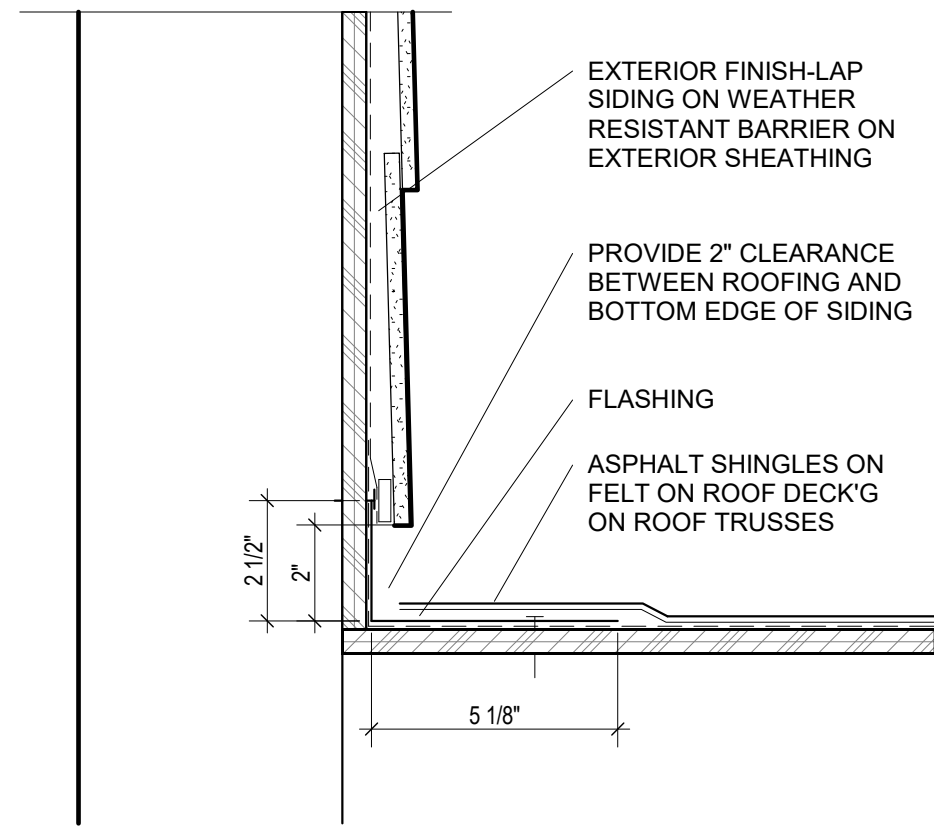 EXTERIOR FINISH-LAP
SIDING ON WEATHER
RESISTANT BARRIER ON
EXTERIOR SHEATHING
PROVIDE 2" CLEARANCE
BETWEEN ROOFING AND
BOTTOM EDGE OF SIDING
FLASHING
ASPHALT SHINGLES ON
FELT ON ROOF DECK'G
ON ROOF TRUSSES
2 1/2"
2"
5 1/8"